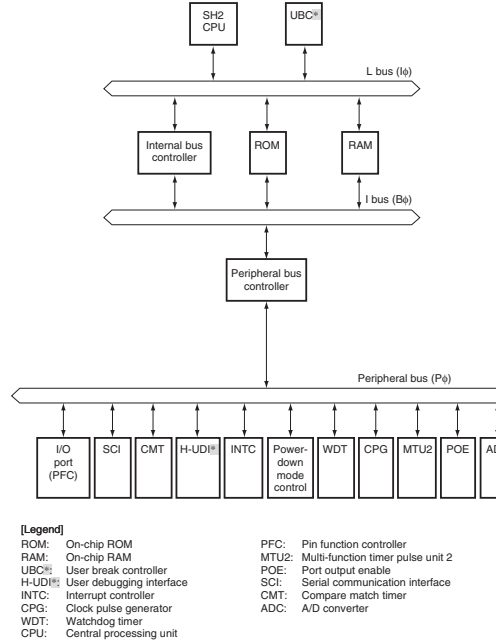 SH2
CPU
UBC*
L bus (Iϕ)
Internal bus
controller
ROM
RAM
I bus (Bϕ)
Peripheral bus
controller
Peripheral bus (Pϕ)
I/O
port
(PFC)
SCI
CMT
H-UDI*
INTC
Power-
down
mode
control
WDT
CPG
MTU2
POE
[Legend]
ROM: On-chip ROM
RAM: On-chip RAM
UBC*: User break controller
H-UDI*: User debugging interface
INTC: Interrupt controller
CPG: Clock pulse generator
WDT: Watchdog timer
CPU: Central processing unit
PFC: Pin function controller
MTU2: Multi-function timer pulse unit 2
POE: Port output enable
SCI: Serial communication interface
CMT: Compare match timer
ADC: A/D converter